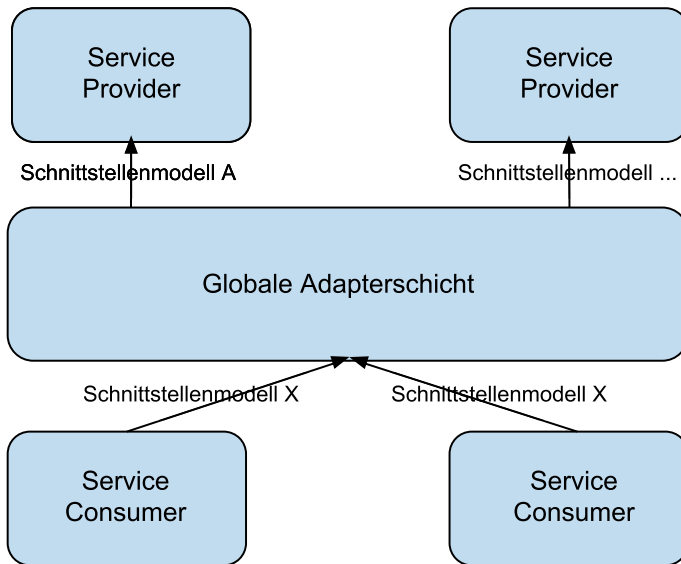 Service
Provider
Service
Provider
Schnittstellenmodell A
Schnittstellenmodell ...
Globale Adapterschicht
Schnittstellenmodell X
Schnittstellenmodell X
Service
Consumer
Service
Consumer